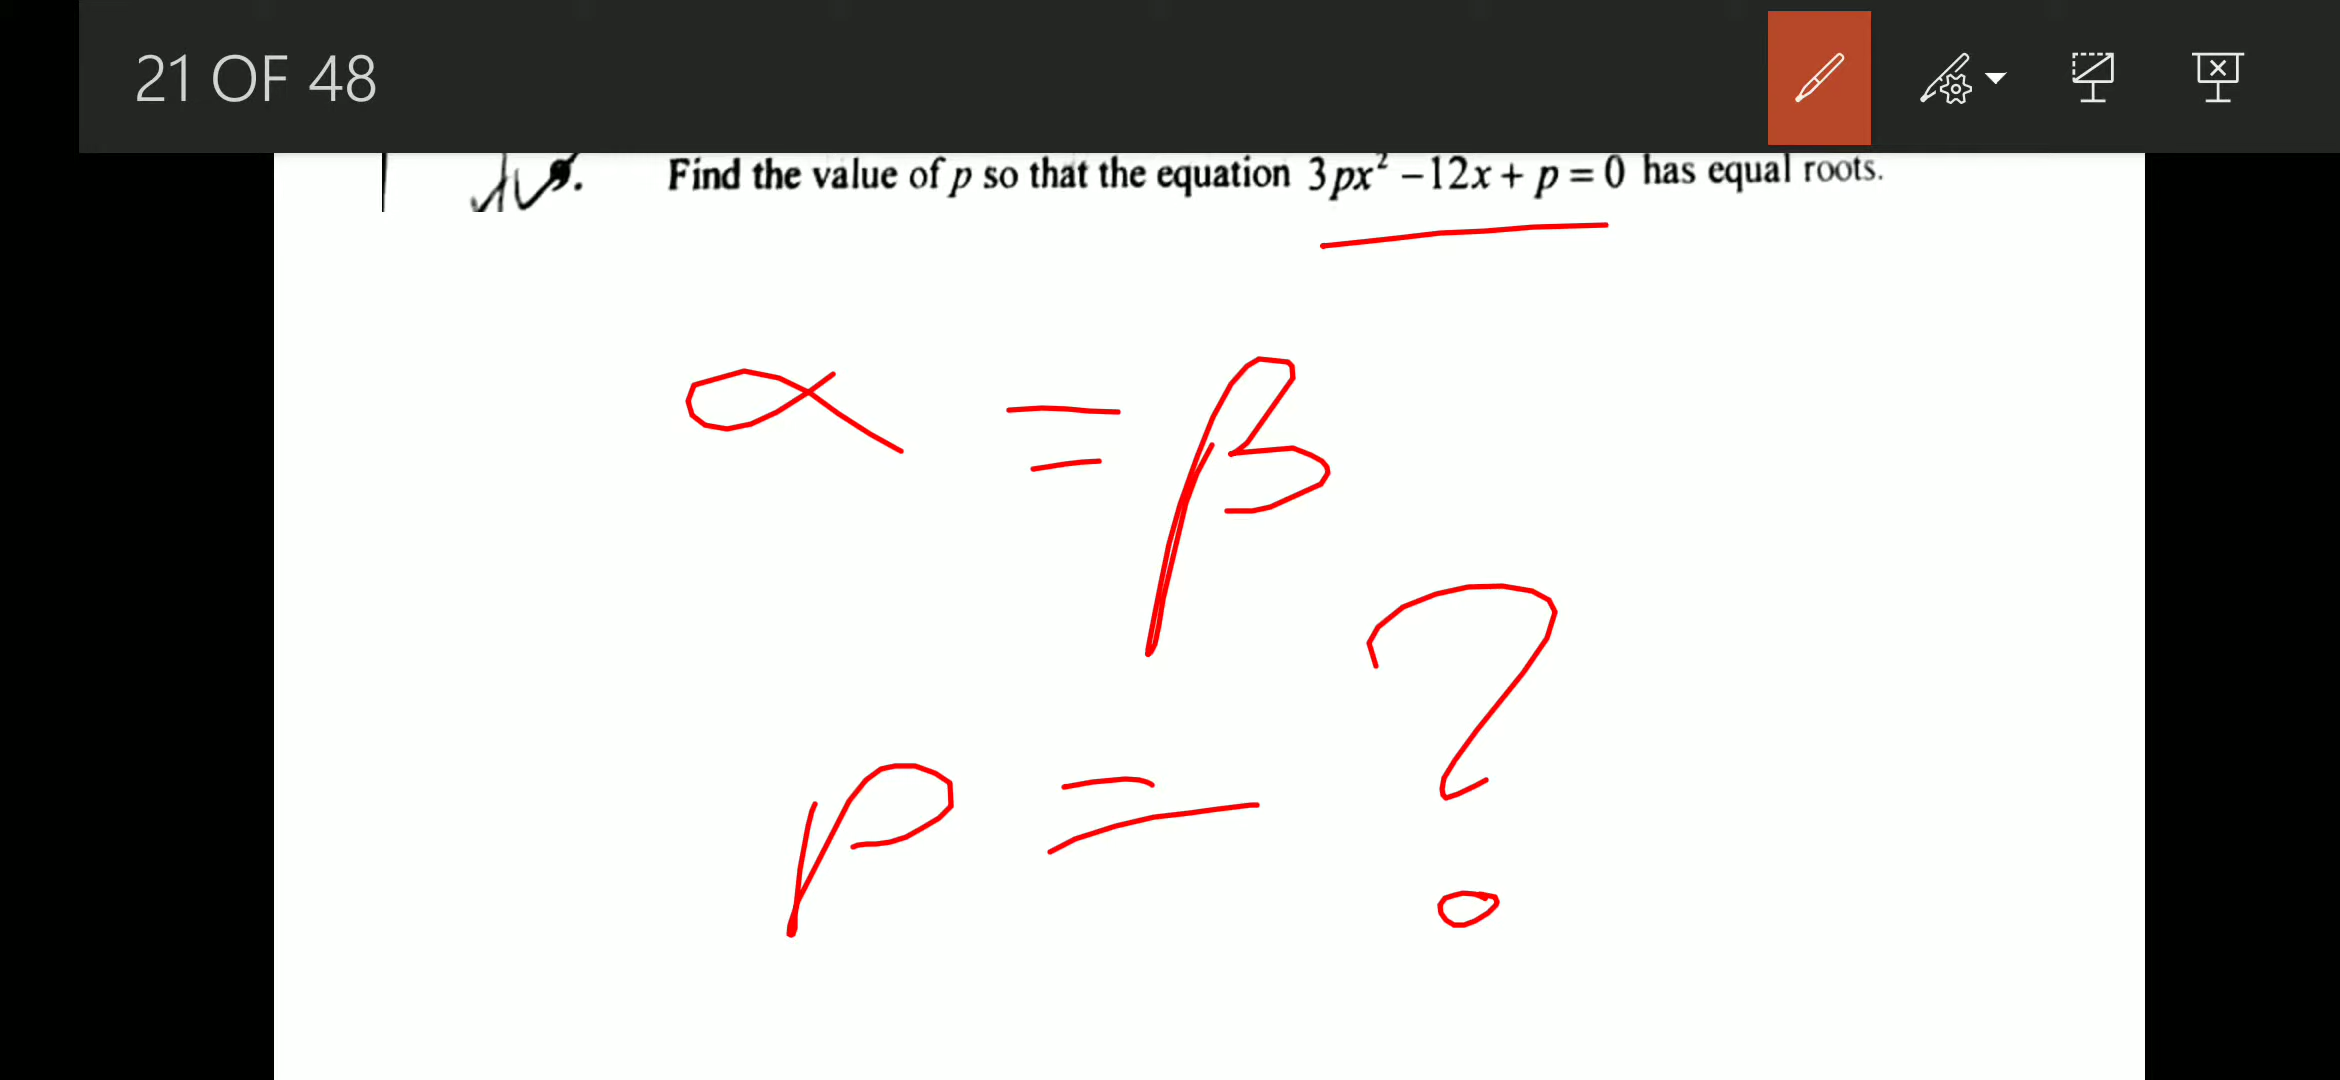 21 OF 48
Find the value of p so that the equation 3px² −12x + p = 0 has equal roots.
α = β
p = ?